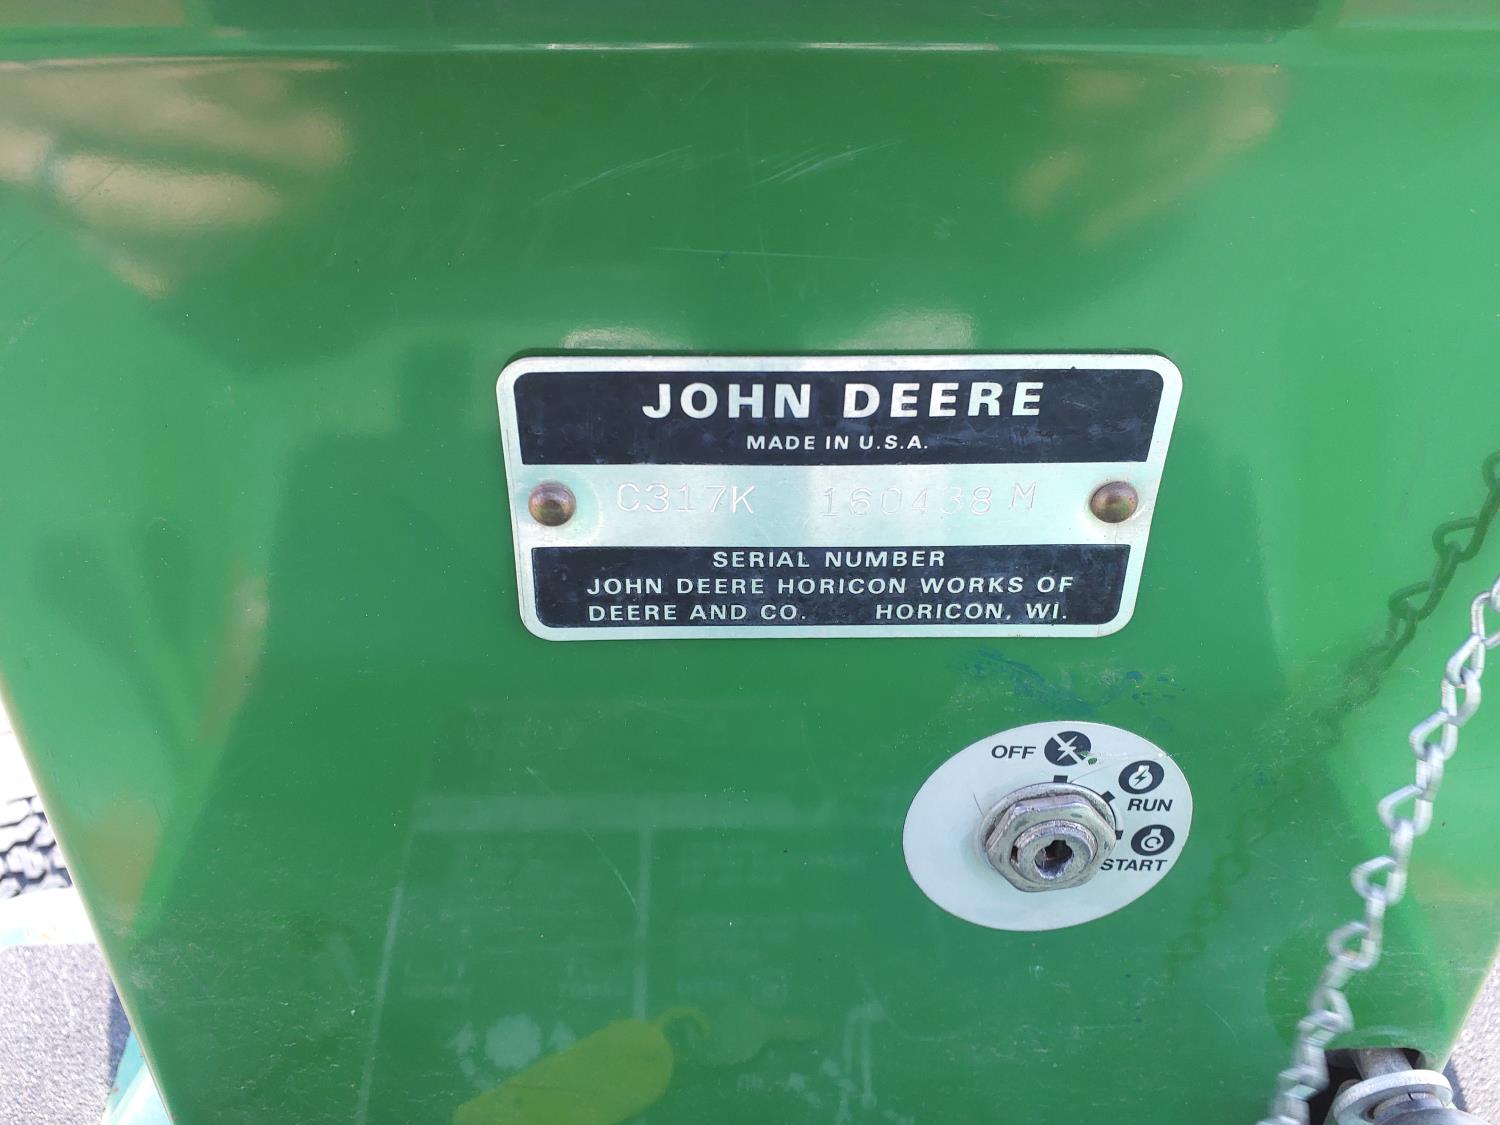 JOHN DEERE
MADE IN U.S.A.
C317K 160438 M
SERIAL NUMBER
JOHN DEERE HORICON WORKS OF
DEERE AND CO. HORICON, WI.
OFF
RUN
START